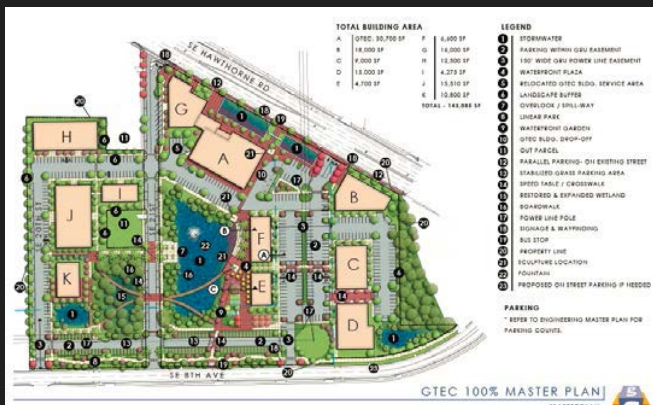 TOTAL BUILDING AREA
A GTEC: 50,700 SF F 6,600 SF
B 18,000 SF G 16,000 SF
C 9,000 SF H 12,500 SF
D 15,000 SF I 4,275 SF
E 4,700 SF J 15,510 SF
K 10,800 SF
TOTAL - 143,085 SF
LEGEND
1 STORMWATER
2 PARKING WITHIN GRU EASEMENT
3 150' WIDE GRU POWER LINE EASEMENT
4 WATERFRONT PLAZA
5 RELOCATED GTEC BLDG. SERVICE AREA
6 LANDSCAPE BUFFER
7 OVERLOOK / SPILL-WAY
8 LINEAR PARK
9 WATERFRONT GARDEN
10 GTEC BLDG. DROP-OFF
11 OUT PARCEL
12 PARALLEL PARKING- ON EXISTING STREET
13 STABILIZED GRASS PARKING AREA
14 SPEED TABLE / CROSSWALK
15 RESTORED & EXPANDED WETLAND
16 BOARDWALK
17 POWER LINE POLE
18 SIGNAGE & WAYFINDING
19 BUS STOP
20 PROPERTY LINE
21 SCULPTURE LOCATION
22 FOUNTAIN
23 PROPOSED ON STREET PARKING IF NEEDED
PARKING
* REFER TO ENGINEERING MASTER PLAN FOR
PARKING COUNTS.
SE HAWTHORNE RD
G
H
A
B
I
J
F
C
K
E
D
SE 20TH ST
SE 8TH AVE
GTEC 100% MASTER PLAN